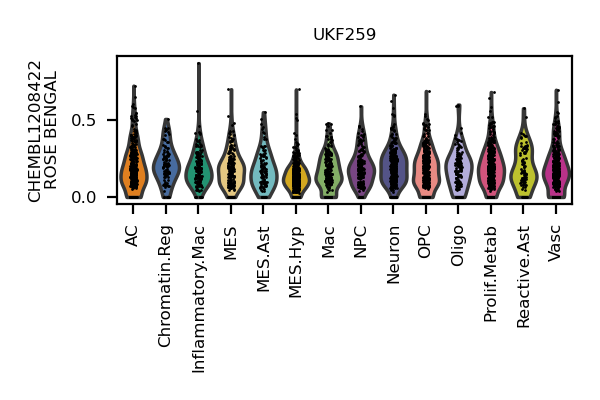 UKF259
CHEMBL1208422
ROSE BENGAL
0.5
0.0
AC
Chromatin.Reg
Inflammatory.Mac
MES
MES.Ast
MES.Hyp
Mac
NPC
Neuron
OPC
Oligo
Prolif.Metab
Reactive.Ast
Vasc